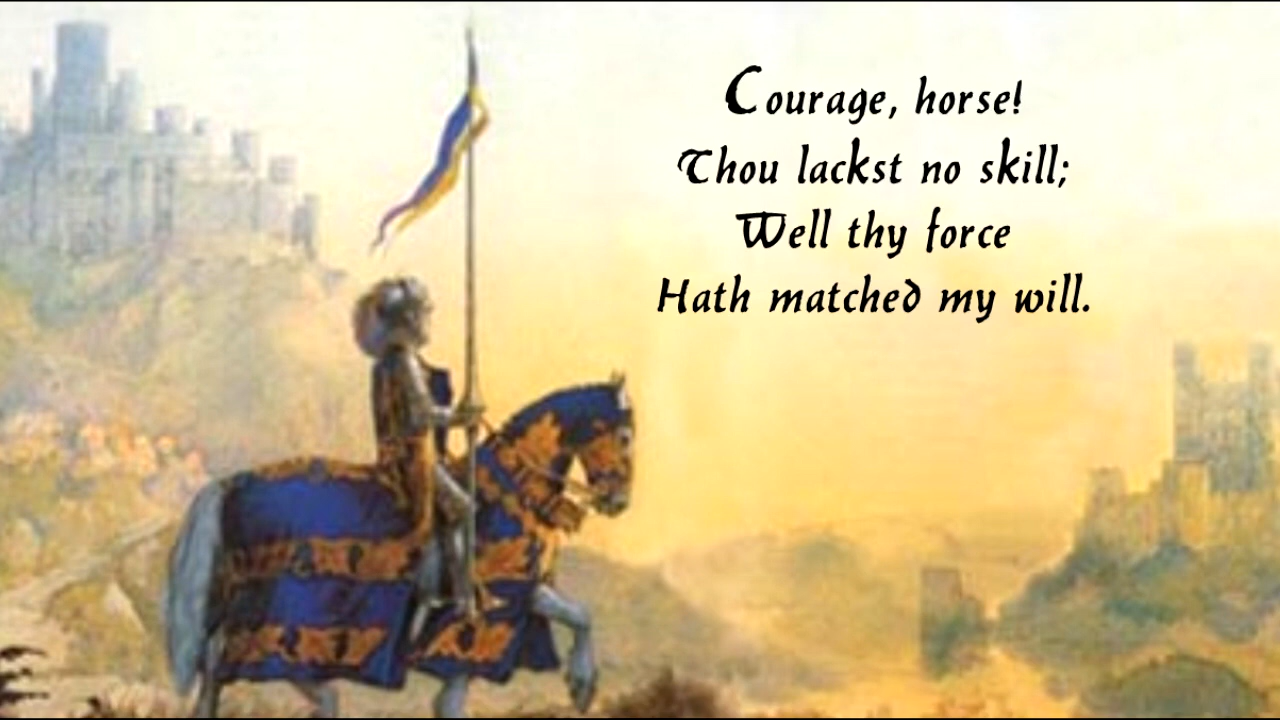 Courage, horse!
Thou lackst no skill;
Well thy force
Hath matched my will.